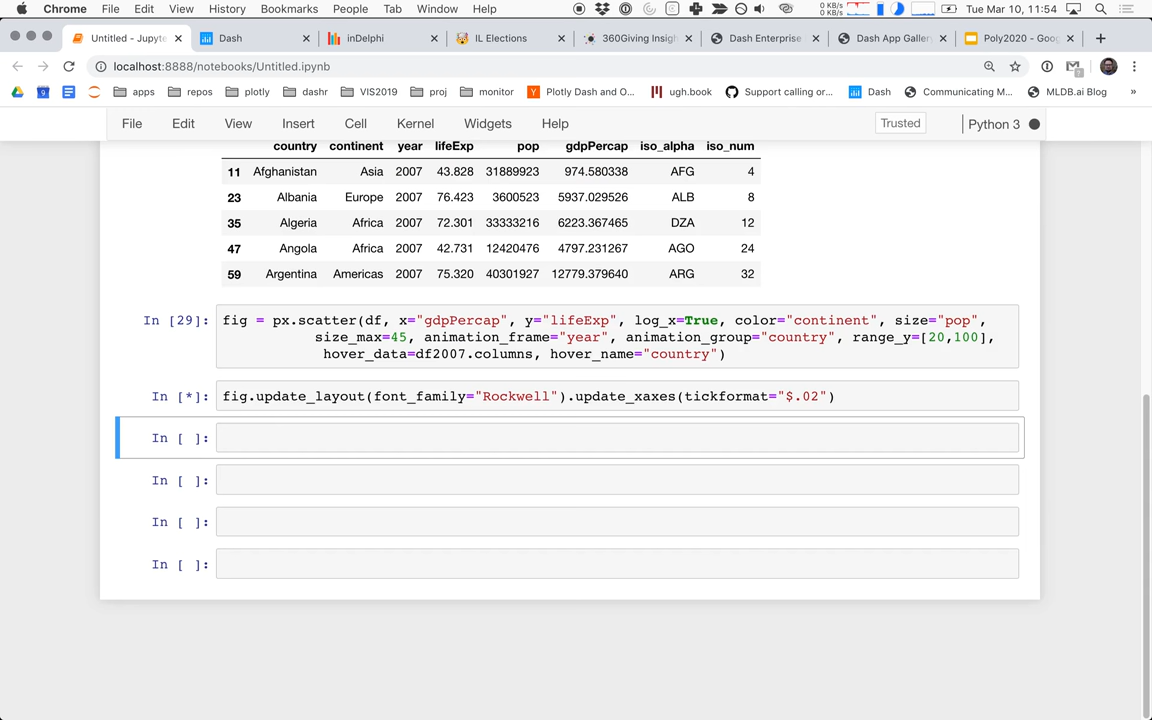 Chrome File Edit View History Bookmarks People Tab Window Help 0 KB/s 0 KB/s Tue Mar 10, 11:54
Untitled - Jupyte Dash inDelphi IL Elections 360Giving Insigh Dash Enterprise Dash App Galler Poly2020 - Goog
localhost:8888/notebooks/Untitled.ipynb
apps repos plotly dashr VIS2019 proj monitor Plotly Dash and O... ugh.book Support calling or... Dash Communicating M... MLDB.ai Blog »
File Edit View Insert Cell Kernel Widgets Help Trusted Python 3
country continent year lifeExp pop gdpPercap iso_alpha iso_num
11 Afghanistan Asia 2007 43.828 31889923 974.580338 AFG 4
23 Albania Europe 2007 76.423 3600523 5937.029526 ALB 8
35 Algeria Africa 2007 72.301 33333216 6223.367465 DZA 12
47 Angola Africa 2007 42.731 12420476 4797.231267 AGO 24
59 Argentina Americas 2007 75.320 40301927 12779.379640 ARG 32
In [29]: fig = px.scatter(df, x="gdpPercap", y="lifeExp", log_x=True, color="continent", size="pop",
size_max=45, animation_frame="year", animation_group="country", range_y=[20,100],
hover_data=df2007.columns, hover_name="country")
In [*]: fig.update_layout(font_family="Rockwell").update_xaxes(tickformat="$.02")
In [ ]:
In [ ]:
In [ ]:
In [ ]: